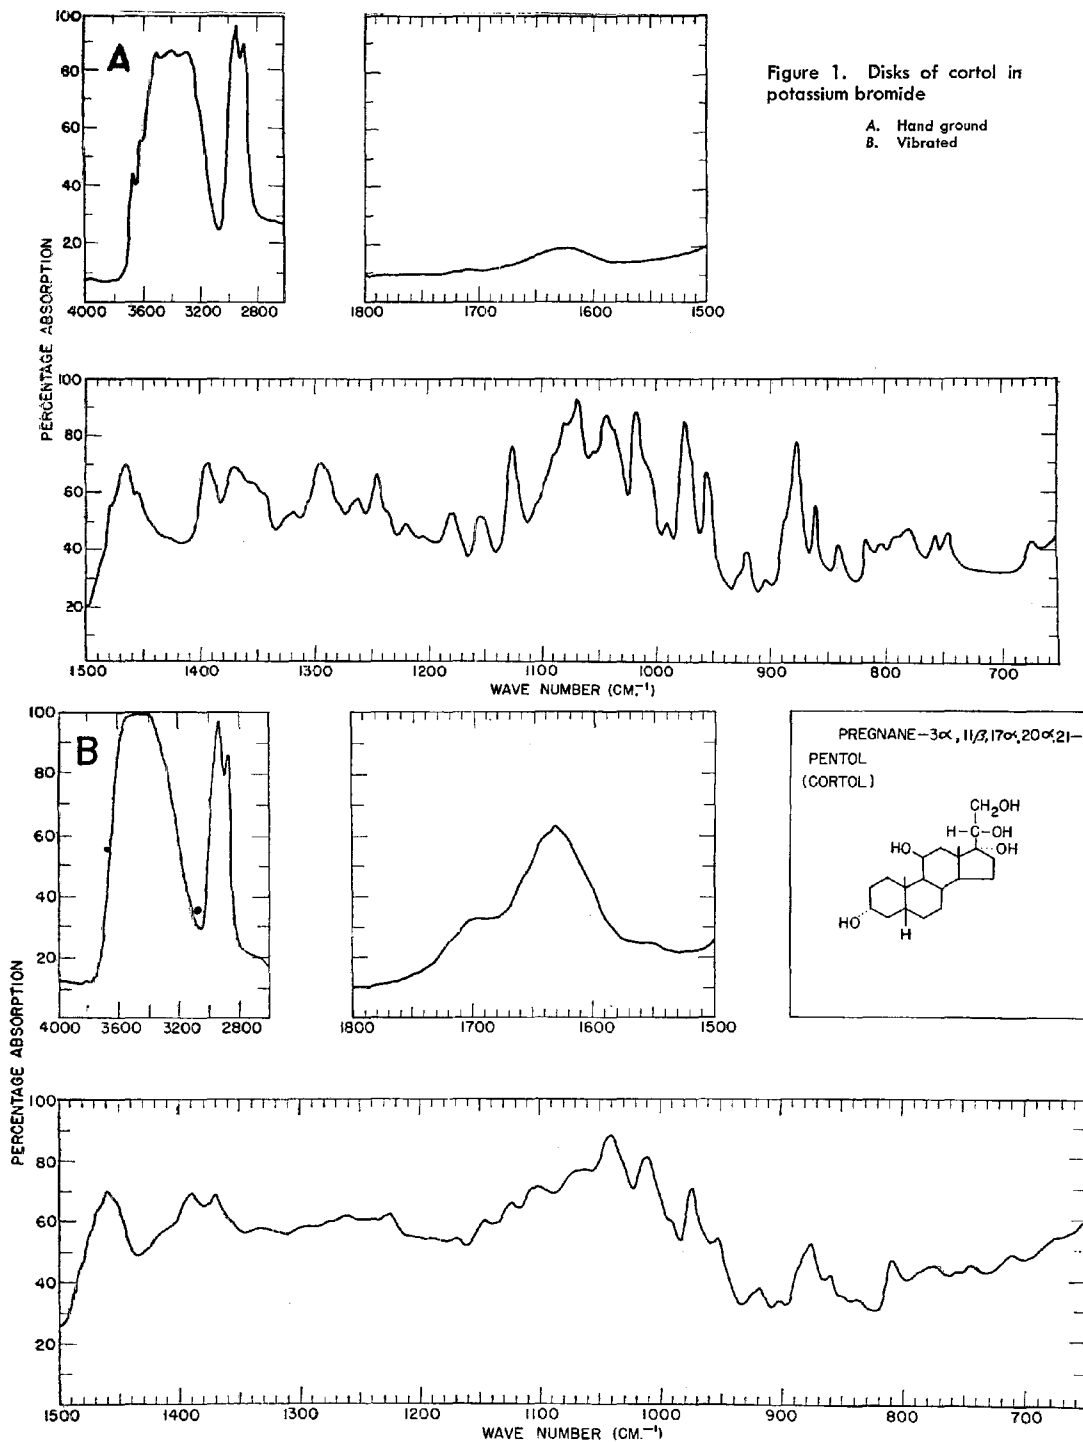 A
100
80
60
40
20
4000 3600 3200 2800
1800 1700 1600 1500
Figure 1. Disks of cortol in
potassium bromide
A. Hand ground
B. Vibrated
PERCENTAGE ABSORPTION
100
80
60
40
20
1500 1400 1300 1200 1100 1000 900 800 700
WAVE NUMBER (CM.⁻¹)
B
100
80
60
40
20
4000 3600 3200 2800
1800 1700 1600 1500
PREGNANE-3α, 11β, 17α, 20α, 21-
PENTOL
(CORTOL)
CH₂OH
H-C-OH
HO OH
HO
H
PERCENTAGE ABSORPTION
100
80
60
40
20
1500 1400 1300 1200 1100 1000 900 800 700
WAVE NUMBER (CM.⁻¹)